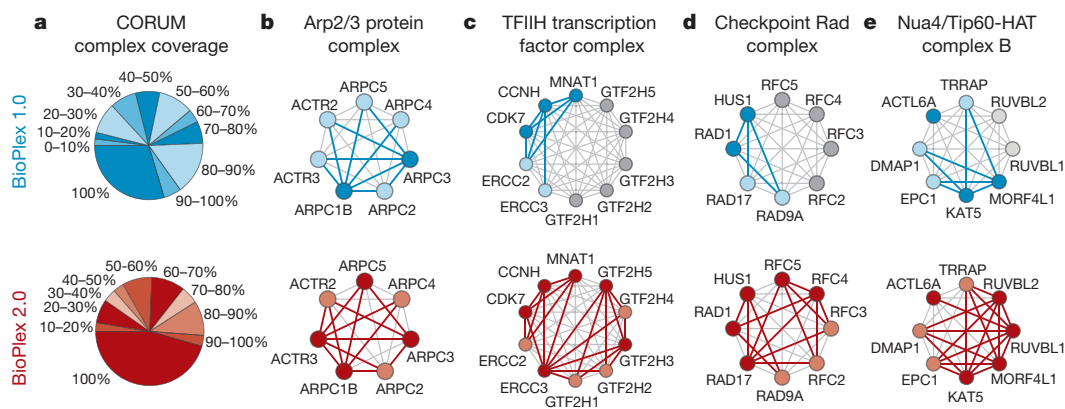 a CORUM complex coverage
b Arp2/3 protein complex
c TFIIH transcription factor complex
d Checkpoint Rad complex
e Nua4/Tip60-HAT complex B
BioPlex 1.0
40–50%
30–40%
50–60%
20–30%
60–70%
10–20%
70–80%
0–10%
80–90%
100%
90–100%
ARPC5
ACTR2
ARPC4
ACTR3
ARPC3
ARPC1B
ARPC2
MNAT1
CCNH
GTF2H5
CDK7
GTF2H4
ERCC2
GTF2H3
ERCC3
GTF2H2
GTF2H1
RFC5
HUS1
RFC4
RAD1
RFC3
RAD17
RFC2
RAD9A
TRRAP
ACTL6A
RUVBL2
DMAP1
RUVBL1
EPC1
MORF4L1
KAT5
BioPlex 2.0
50-60%
40–50%
60–70%
30–40%
70–80%
20–30%
80–90%
10–20%
90–100%
100%
ARPC5
ACTR2
ARPC4
ACTR3
ARPC3
ARPC1B
ARPC2
MNAT1
CCNH
GTF2H5
CDK7
GTF2H4
ERCC2
GTF2H3
ERCC3
GTF2H2
GTF2H1
RFC5
HUS1
RFC4
RAD1
RFC3
RAD17
RFC2
RAD9A
TRRAP
ACTL6A
RUVBL2
DMAP1
RUVBL1
EPC1
MORF4L1
KAT5